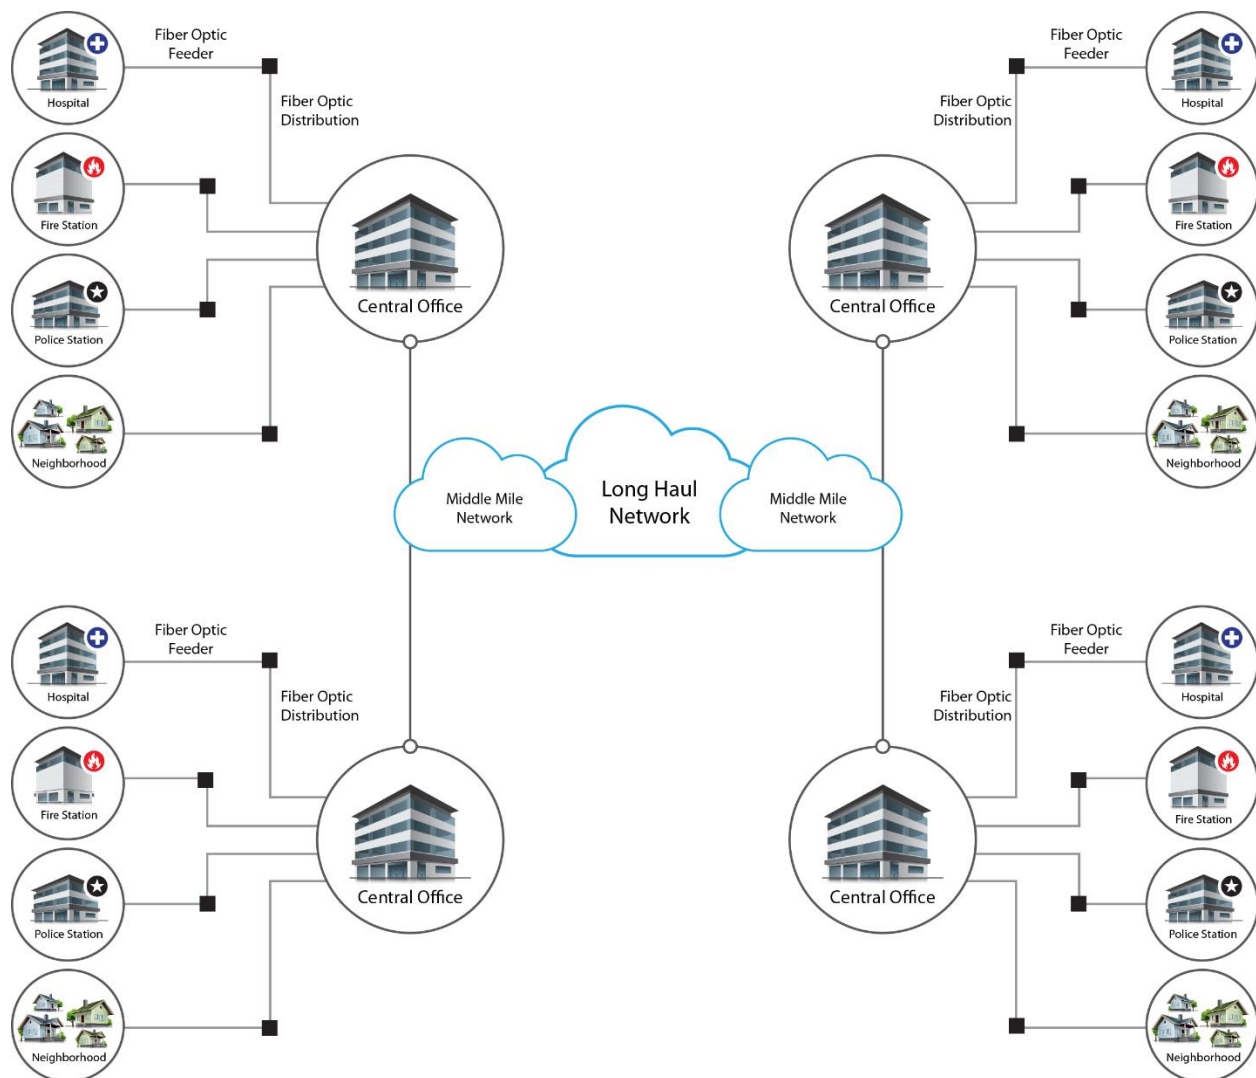 Fiber Optic
Feeder
Hospital
Fiber Optic
Distribution
Fire Station
Police Station
Neighborhood
Central Office
Fiber Optic
Feeder
Hospital
Fiber Optic
Distribution
Fire Station
Police Station
Neighborhood
Central Office
Middle Mile
Network
Long Haul
Network
Middle Mile
Network
Fiber Optic
Feeder
Hospital
Fiber Optic
Distribution
Fire Station
Police Station
Neighborhood
Central Office
Fiber Optic
Feeder
Hospital
Fiber Optic
Distribution
Fire Station
Police Station
Neighborhood
Central Office